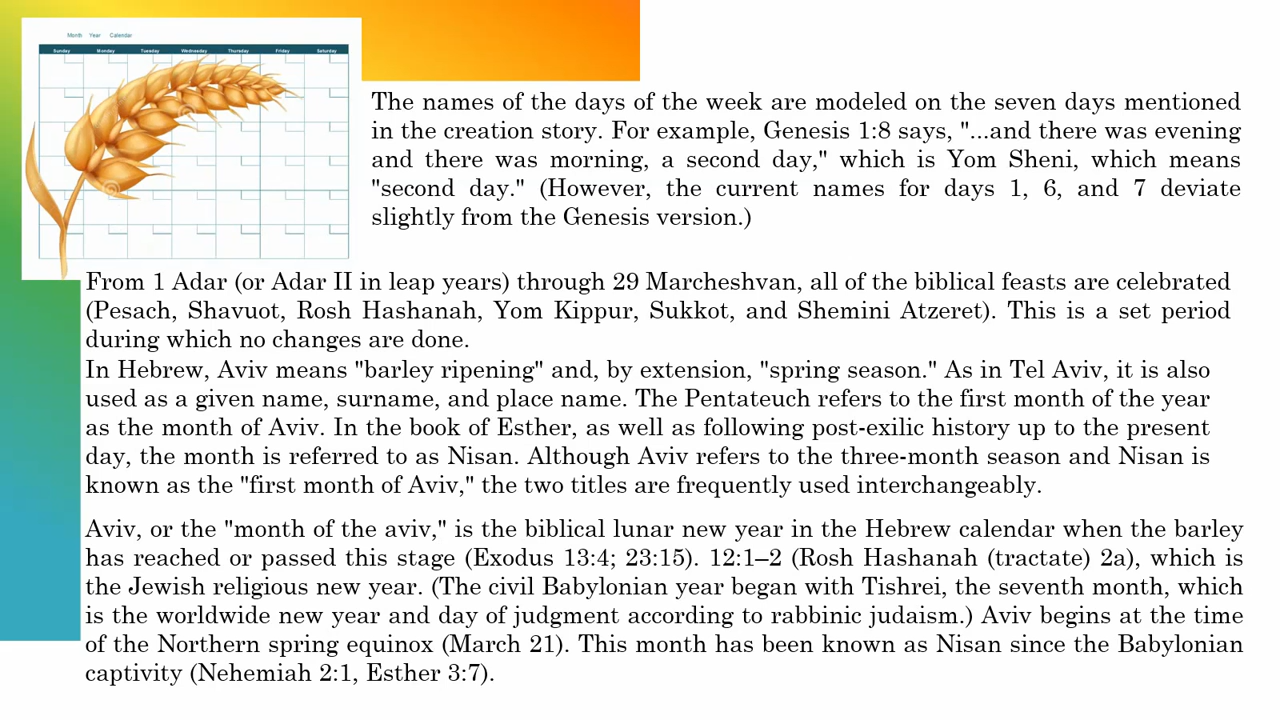 Month Year Calendar
Sunday Monday Tuesday Wednesday Thursday Friday Saturday
The names of the days of the week are modeled on the seven days mentioned
in the creation story. For example, Genesis 1:8 says, "...and there was evening
and there was morning, a second day," which is Yom Sheni, which means
"second day." (However, the current names for days 1, 6, and 7 deviate
slightly from the Genesis version.)
From 1 Adar (or Adar II in leap years) through 29 Marcheshvan, all of the biblical feasts are celebrated
(Pesach, Shavuot, Rosh Hashanah, Yom Kippur, Sukkot, and Shemini Atzeret). This is a set period
during which no changes are done.
In Hebrew, Aviv means "barley ripening" and, by extension, "spring season." As in Tel Aviv, it is also
used as a given name, surname, and place name. The Pentateuch refers to the first month of the year
as the month of Aviv. In the book of Esther, as well as following post-exilic history up to the present
day, the month is referred to as Nisan. Although Aviv refers to the three-month season and Nisan is
known as the "first month of Aviv," the two titles are frequently used interchangeably.
Aviv, or the "month of the aviv," is the biblical lunar new year in the Hebrew calendar when the barley
has reached or passed this stage (Exodus 13:4; 23:15). 12:1–2 (Rosh Hashanah (tractate) 2a), which is
the Jewish religious new year. (The civil Babylonian year began with Tishrei, the seventh month, which
is the worldwide new year and day of judgment according to rabbinic judaism.) Aviv begins at the time
of the Northern spring equinox (March 21). This month has been known as Nisan since the Babylonian
captivity (Nehemiah 2:1, Esther 3:7).